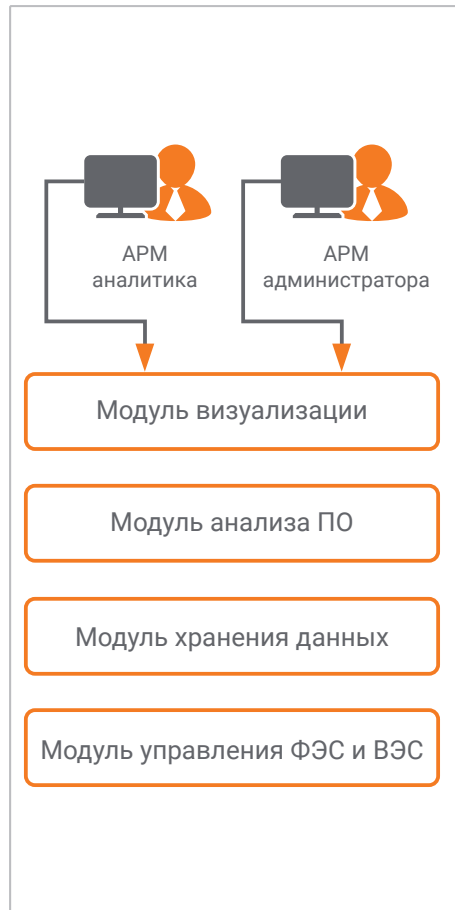 АРМ
аналитика
АРМ
администратора
Модуль визуализации
Модуль анализа ПО
Модуль хранения данных
Модуль управления ФЭС и ВЭС